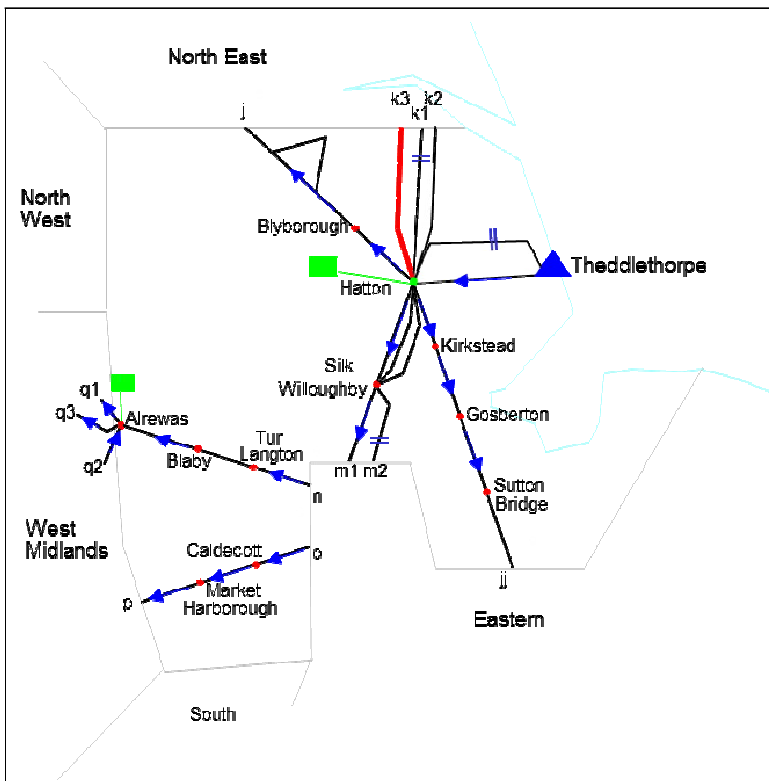 North East
k3 k2
k1
j
North
West
Blyborough
Theddlethorpe
Hatton
Kirkstead
Silk
Willoughby
q1
q3
Alrewas
Gosberton
Tur
Langton
Blaby
q2
m1 m2
n
Sutton
Bridge
West
Midlands
Caldecott
o
Market
Harborough
p
jj
Eastern
South